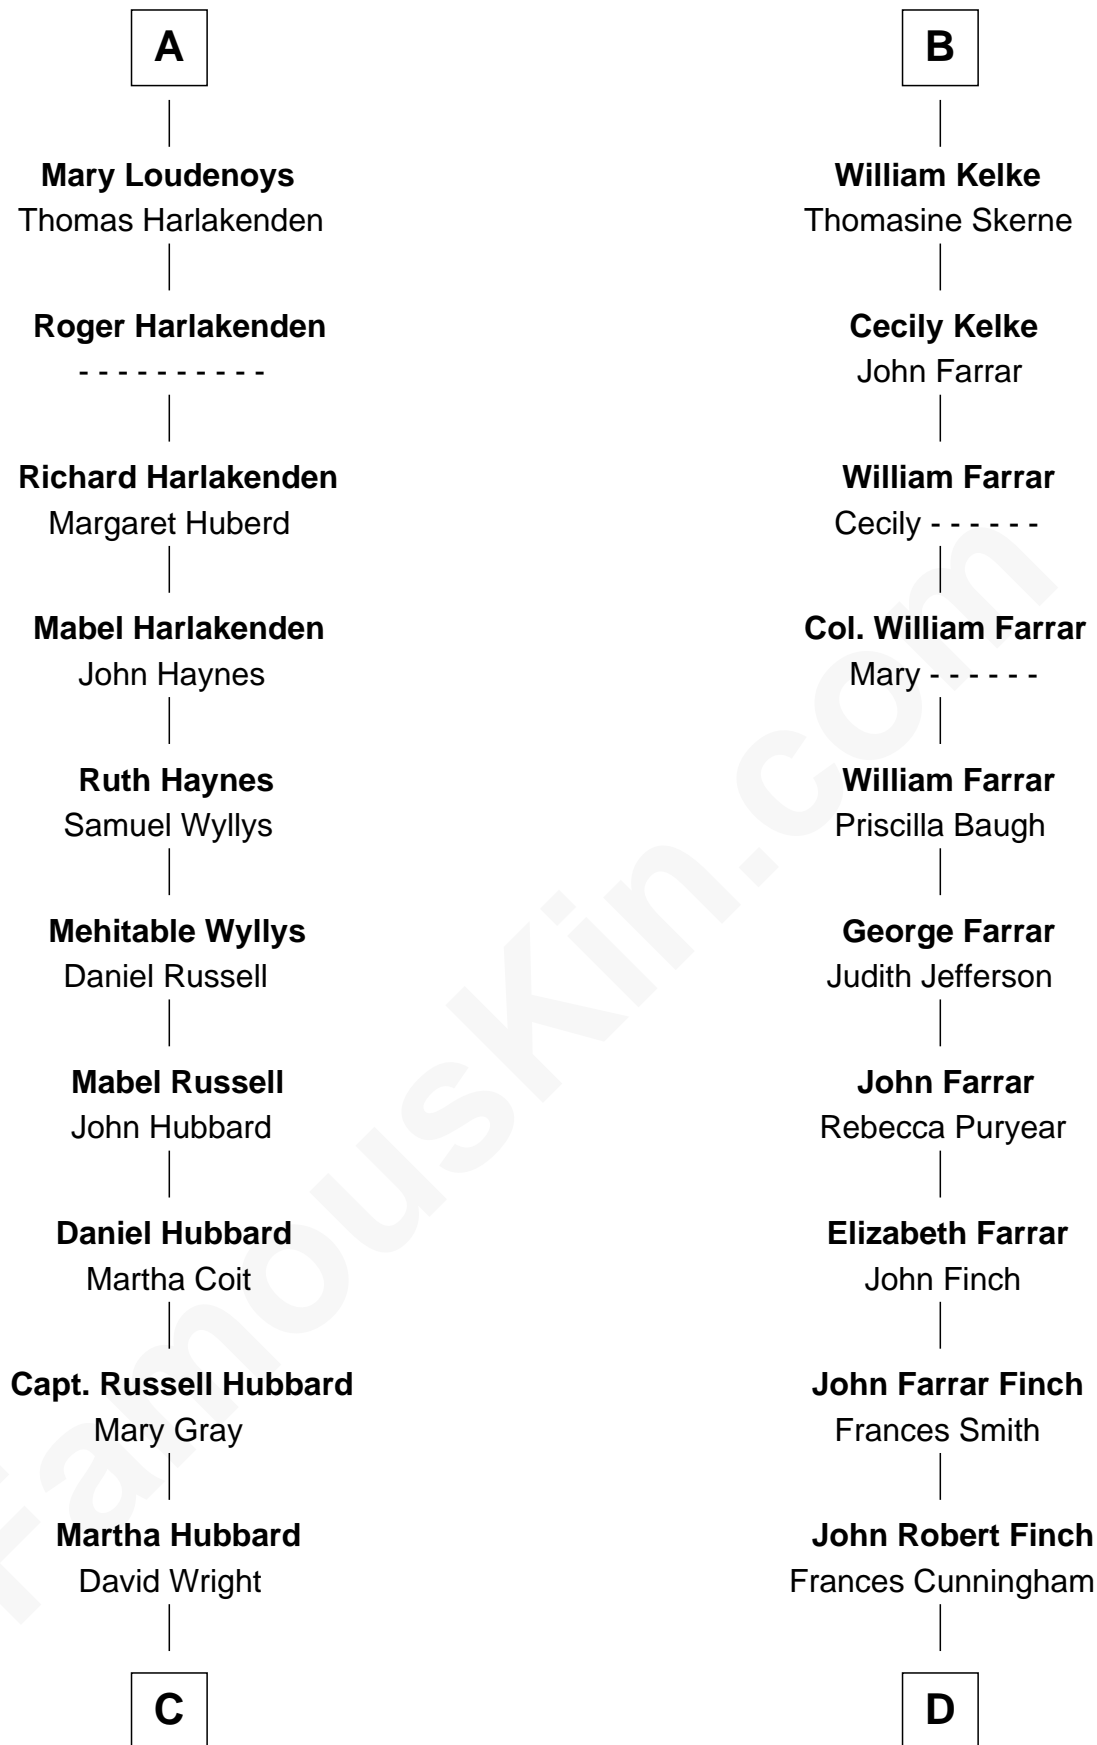 A
Mary Loudenoys
Thomas Harlakenden
Roger Harlakenden
- - - - - - - - - -
Richard Harlakenden
Margaret Huberd
Mabel Harlakenden
John Haynes
Ruth Haynes
Samuel Wyllys
Mehitable Wyllys
Daniel Russell
Mabel Russell
John Hubbard
Daniel Hubbard
Martha Coit
Capt. Russell Hubbard
Mary Gray
Martha Hubbard
David Wright
C
B
William Kelke
Thomasine Skerne
Cecily Kelke
John Farrar
William Farrar
Cecily - - - - - -
Col. William Farrar
Mary - - - - - -
William Farrar
Priscilla Baugh
George Farrar
Judith Jefferson
John Farrar
Rebecca Puryear
Elizabeth Farrar
John Finch
John Farrar Finch
Frances Smith
John Robert Finch
Frances Cunningham
D
FamousKin.com